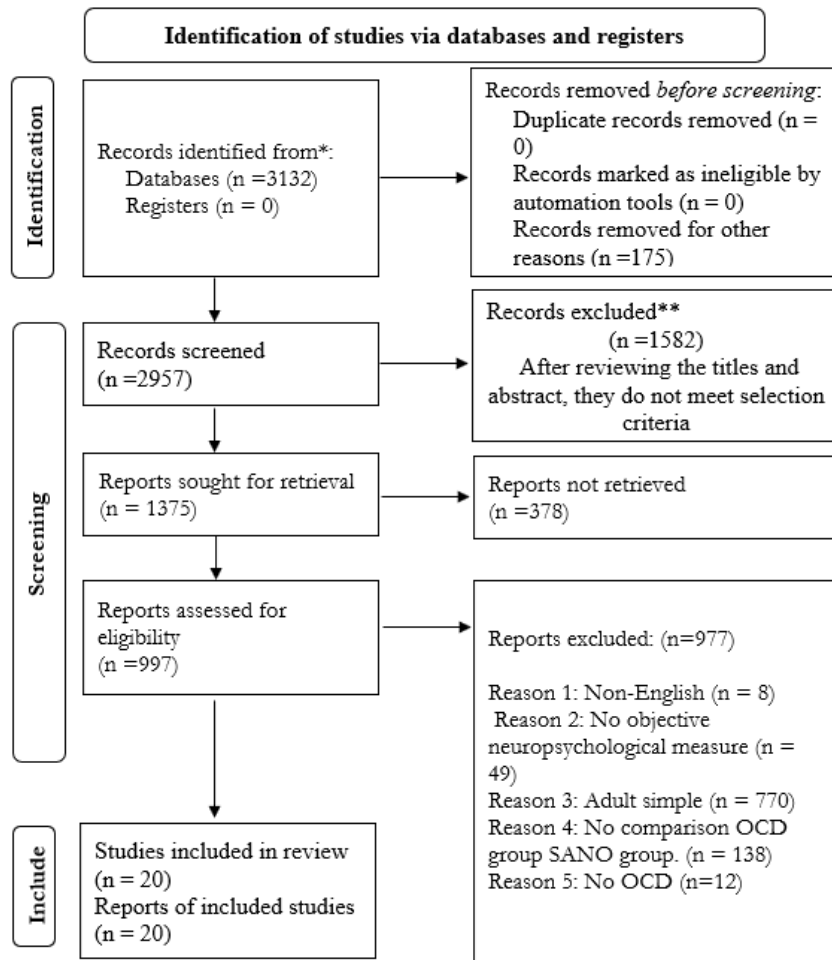 Identification of studies via databases and registers
Identification
Records identified from*:
Databases (n =3132)
Registers (n = 0)
Records removed before screening:
Duplicate records removed (n =
0)
Records marked as ineligible by
automation tools (n = 0)
Records removed for other
reasons (n =175)
Screening
Records screened
(n =2957)
Records excluded**
(n =1582)
After reviewing the titles and
abstract, they do not meet selection
criteria
Reports sought for retrieval
(n = 1375)
Reports not retrieved
(n =378)
Reports assessed for
eligibility
(n =997)
Reports excluded: (n=977)
Reason 1: Non-English (n = 8)
Reason 2: No objective
neuropsychological measure (n =
49)
Reason 3: Adult simple (n = 770)
Reason 4: No comparison OCD
group SANO group. (n = 138)
Reason 5: No OCD (n=12)
Include
Studies included in review
(n = 20)
Reports of included studies
(n = 20)